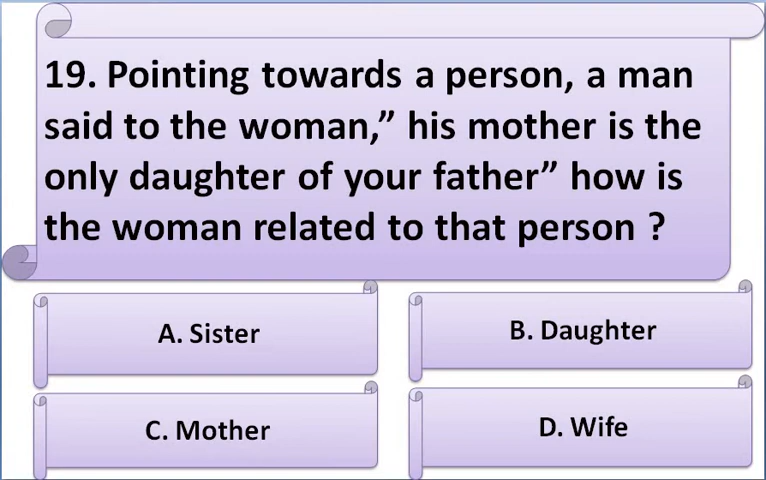 19. Pointing towards a person, a man
said to the woman,” his mother is the
only daughter of your father” how is
the woman related to that person ?
A. Sister
B. Daughter
C. Mother
D. Wife